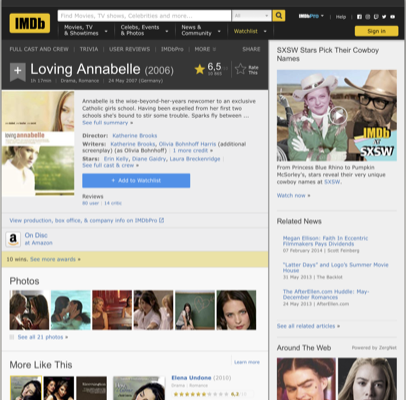 IMDb
Find Movies, TV shows, Celebrities and more...
All
IMDbPro
Help
Movies, TV & Showtimes
Celebs, Events & Photos
News & Community
Watchlist
Sign in
FULL CAST AND CREW | TRIVIA | USER REVIEWS | IMDbPro | MORE
SHARE
Loving Annabelle (2006)
6,5
Rate This
1h 17min | Drama, Romance | 24 May 2007 (Germany)
loving annabelle
Annabelle is the wise-beyond-her-years newcomer to an exclusive
Catholic girls school. Having been expelled from her first two
schools she's bound to stir some trouble. Sparks fly between ...
See full summary »
Director: Katherine Brooks
Writers: Katherine Brooks, Olivia Bohnhoff Harris (additional
screenplay) (as Olivia Bohnhoff) | 1 more credit »
Stars: Erin Kelly, Diane Gaidry, Laura Breckenridge |
See full cast & crew »
+ Add to Watchlist
Reviews
80 user | 14 critic
View production, box office, & company info on IMDbPro
a
On Disc
at Amazon
10 wins. See more awards »
Photos
See all 21 photos »
More Like This
Learn more
Elena Undone (2010)
Drama | Romance
SXSW Stars Pick Their Cowboy
Names
IMDb
AT
SXSW
From Princess Blue Rhino to Pumpkin
McSorley's, stars reveal their very unique
cowboy names at SXSW.
Watch now »
Related News
Megan Ellison: Faith In Eccentric
Filmmakers Pays Dividends
07 February 2014 | Scott Feinberg
"Latter Days" and Logo's Summer Movie
House
31 May 2013 | The Backlot
The AfterEllen.com Huddle: May-
December Romances
24 May 2013 | AfterEllen.com
See all related articles »
Around The Web
Powered by ZergNet